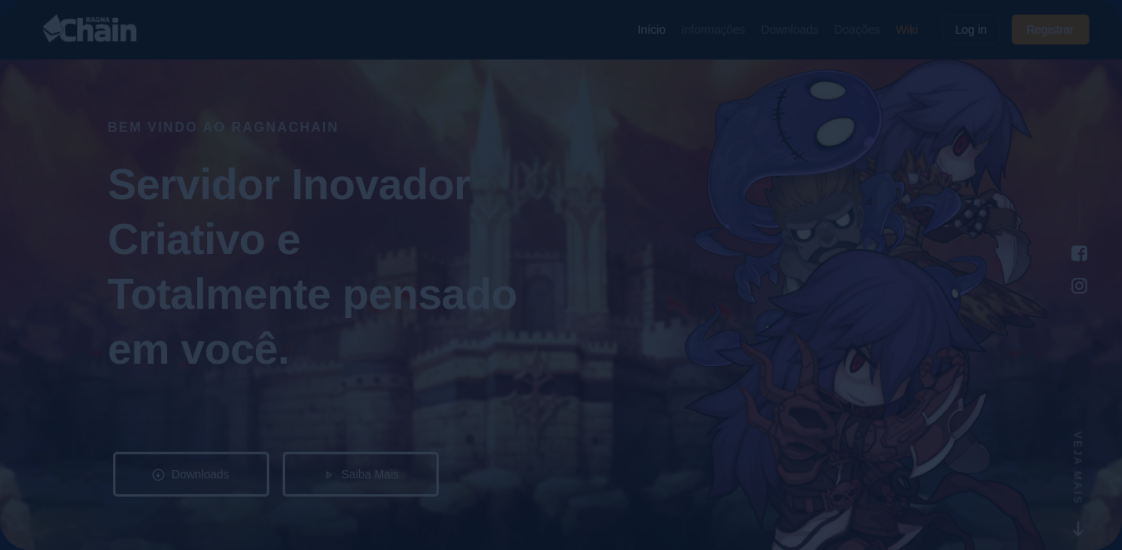 RAGNA
Chain
Início Informações Downloads Doações Wiki Log in Registrar
BEM VINDO AO RAGNACHAIN
Servidor Inovador
Criativo e
Totalmente pensado
em você.
Downloads Saiba Mais
VEJA MAIS